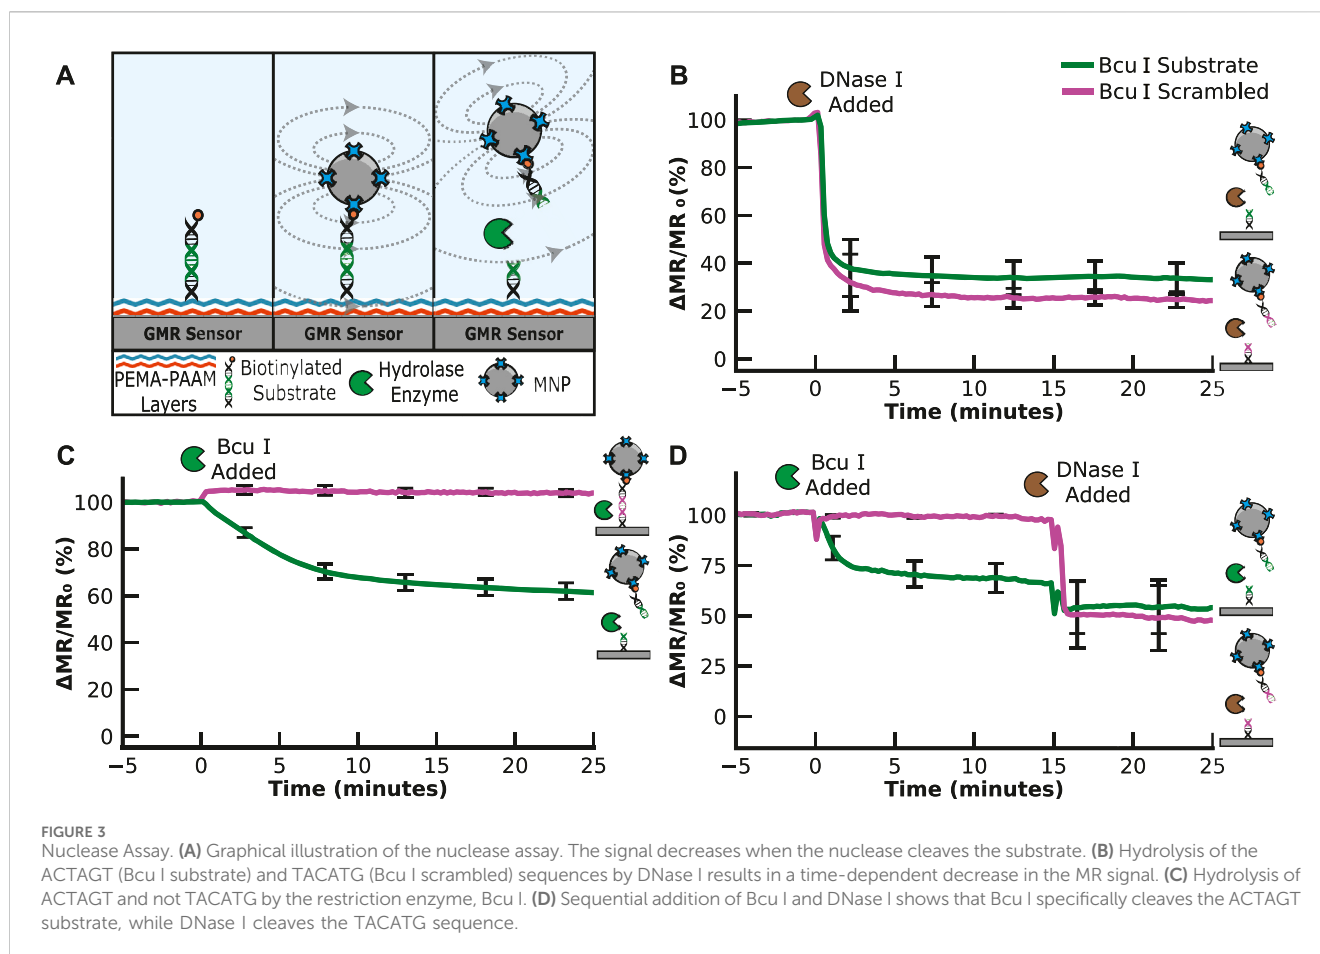 A
GMR Sensor
GMR Sensor
GMR Sensor
PEMA-PAAM
Layers
Biotinylated
Substrate
Hydrolase
Enzyme
MNP
B
DNase I
Added
Bcu I Substrate
Bcu I Scrambled
ΔMR/MR₀ (%)
100
80
60
40
20
0
−5
0
5
10
15
20
25
Time (minutes)
C
Bcu I
Added
ΔMR/MR₀ (%)
100
80
60
40
20
0
−5
0
5
10
15
20
25
Time (minutes)
D
Bcu I
Added
DNase I
Added
ΔMR/MR₀ (%)
100
75
50
25
0
−5
0
5
10
15
20
25
Time (minutes)
FIGURE 3
Nuclease Assay. (A) Graphical illustration of the nuclease assay. The signal decreases when the nuclease cleaves the substrate. (B) Hydrolysis of the
ACTAGT (Bcu I substrate) and TACATG (Bcu I scrambled) sequences by DNase I results in a time-dependent decrease in the MR signal. (C) Hydrolysis of
ACTAGT and not TACATG by the restriction enzyme, Bcu I. (D) Sequential addition of Bcu I and DNase I shows that Bcu I specifically cleaves the ACTAGT
substrate, while DNase I cleaves the TACATG sequence.